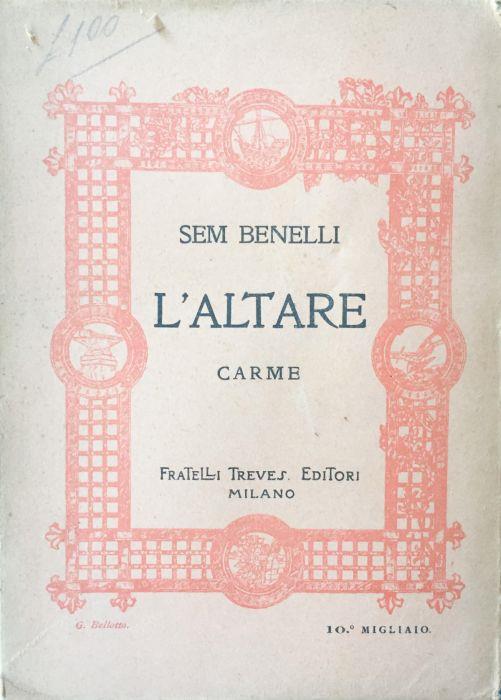 £100
SEM BENELLI
L'ALTARE
CARME
FRATELLI TREVES. EDITORI
MILANO
G. Bellotto.
10.º MIGLIAIO.